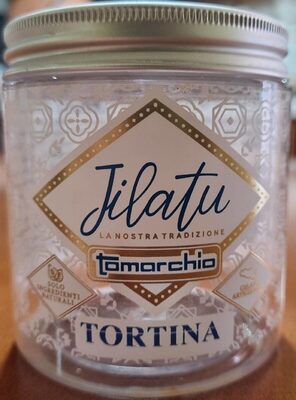 Jilatu
LA NOSTRA TRADIZIONE
tomarchio
SOLO
INGREDIENTI
NATURALI
TORTINA